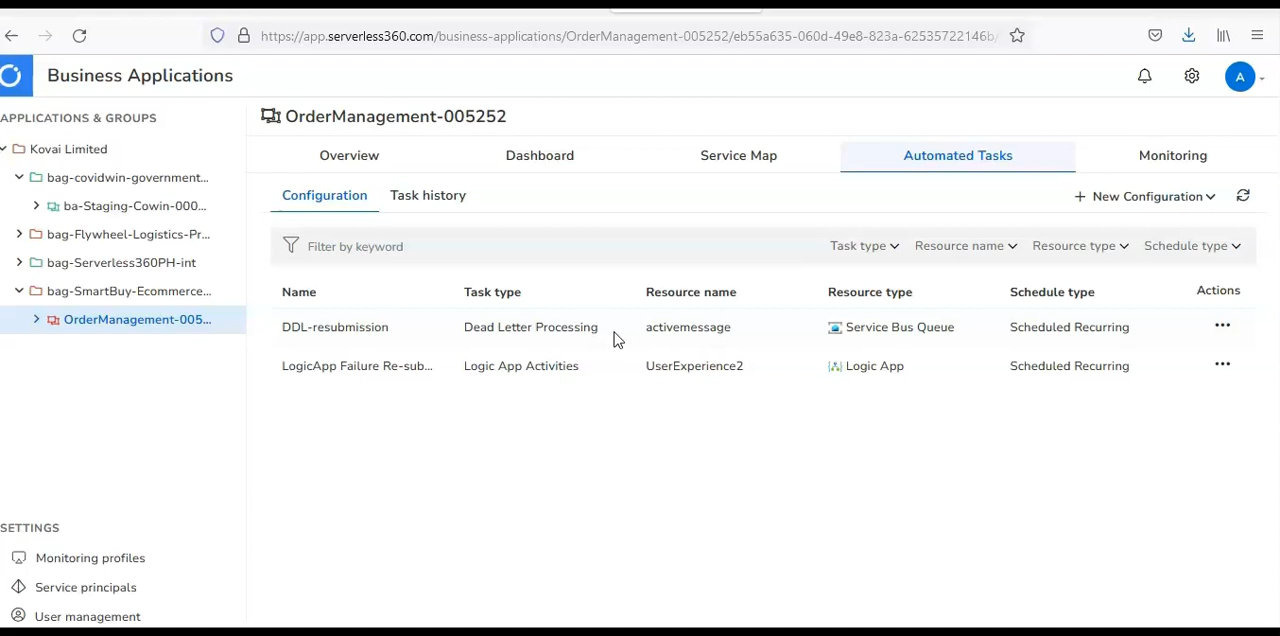 https://app.serverless360.com/business-applications/OrderManagement-005252/eb55a635-060d-49e8-823a-62535722146b/
Business Applications
A
APPLICATIONS & GROUPS
Kovai Limited
bag-covidwin-government...
ba-Staging-Cowin-000...
bag-Flywheel-Logistics-Pr...
bag-Serverless360PH-int
bag-SmartBuy-Ecommerce...
OrderManagement-005...
SETTINGS
Monitoring profiles
Service principals
User management
OrderManagement-005252
Overview Dashboard Service Map Automated Tasks Monitoring
Configuration Task history + New Configuration
Filter by keyword Task type Resource name Resource type Schedule type
Name Task type Resource name Resource type Schedule type Actions
DDL-resubmission Dead Letter Processing activemessage Service Bus Queue Scheduled Recurring ...
LogicApp Failure Re-sub... Logic App Activities UserExperience2 Logic App Scheduled Recurring ...